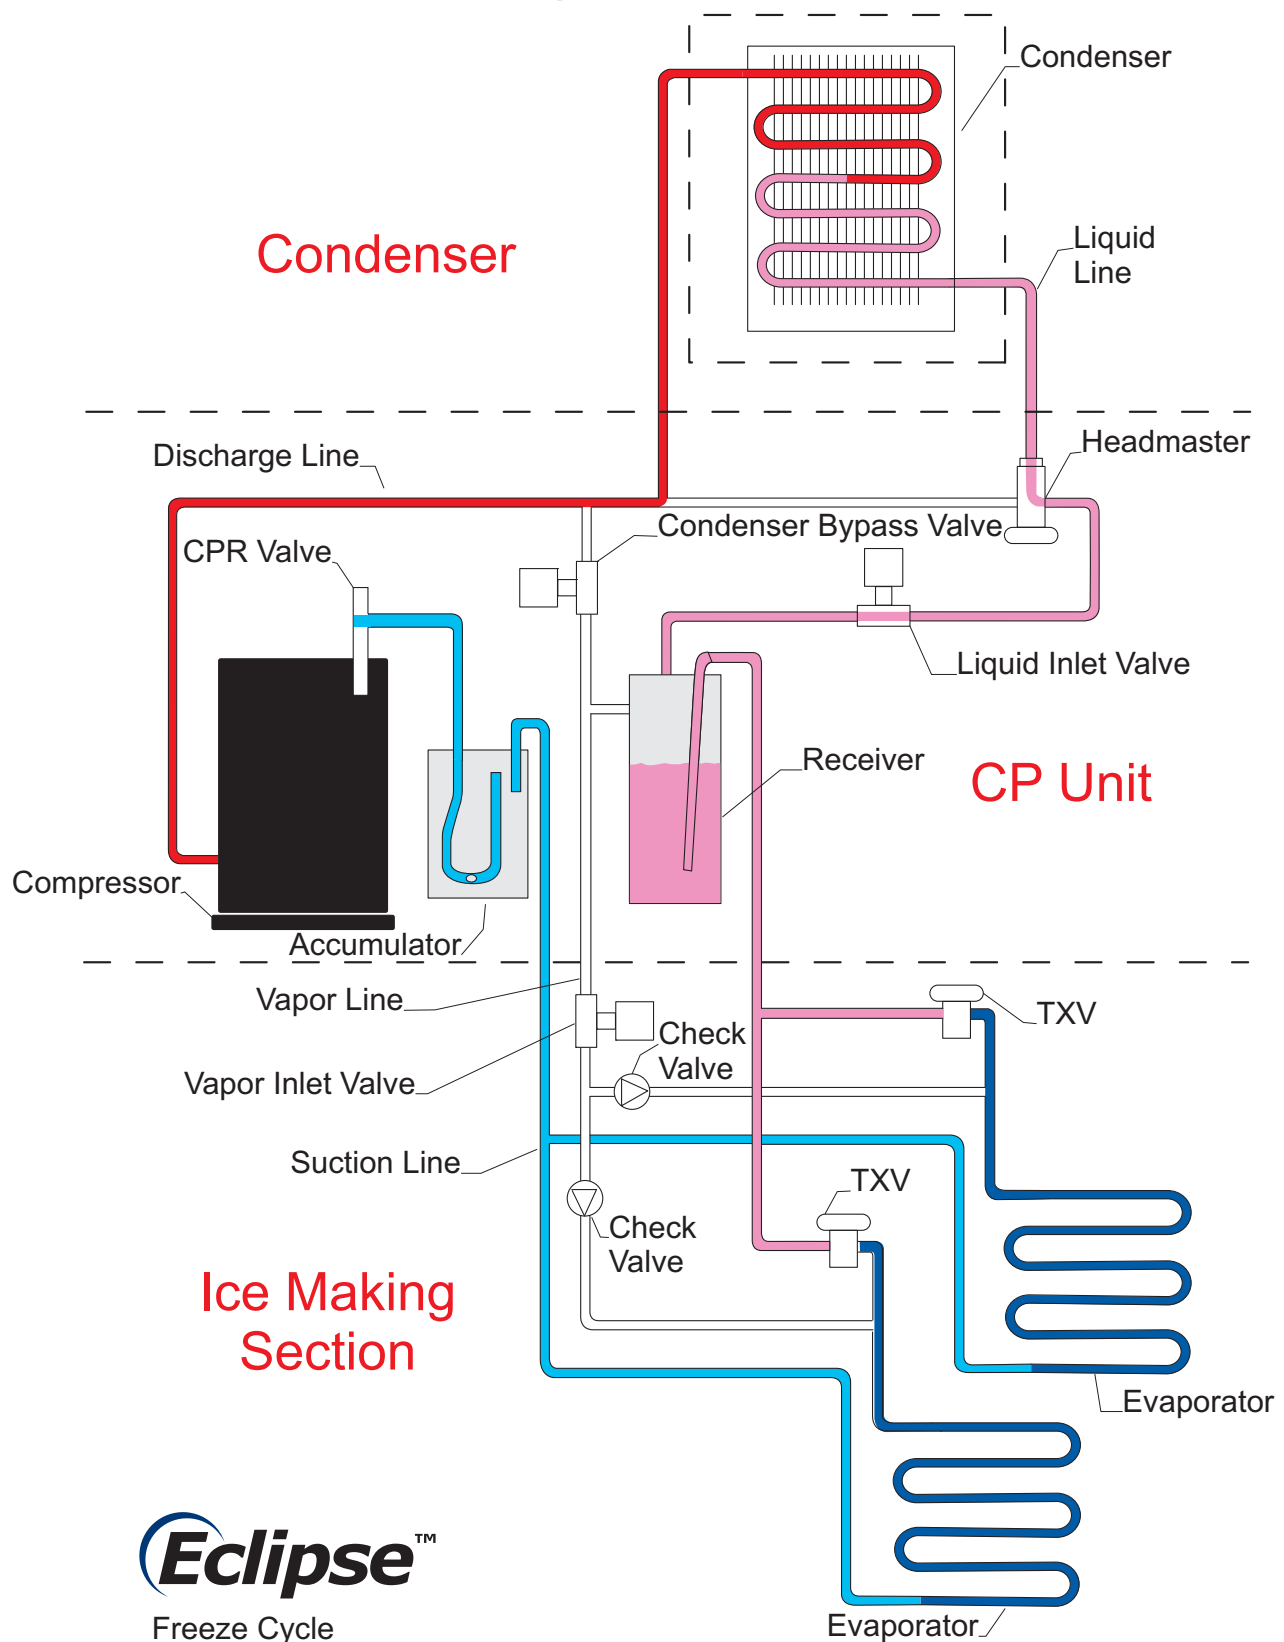 Condenser
Condenser
Liquid
Line
Discharge Line
Headmaster
CPR Valve
Condenser Bypass Valve
Liquid Inlet Valve
Receiver
CP Unit
Compressor
Accumulator
Vapor Line
TXV
Check
Valve
Vapor Inlet Valve
Suction Line
TXV
Check
Valve
Ice Making
Section
Evaporator
Eclipse™
Freeze Cycle
Evaporator